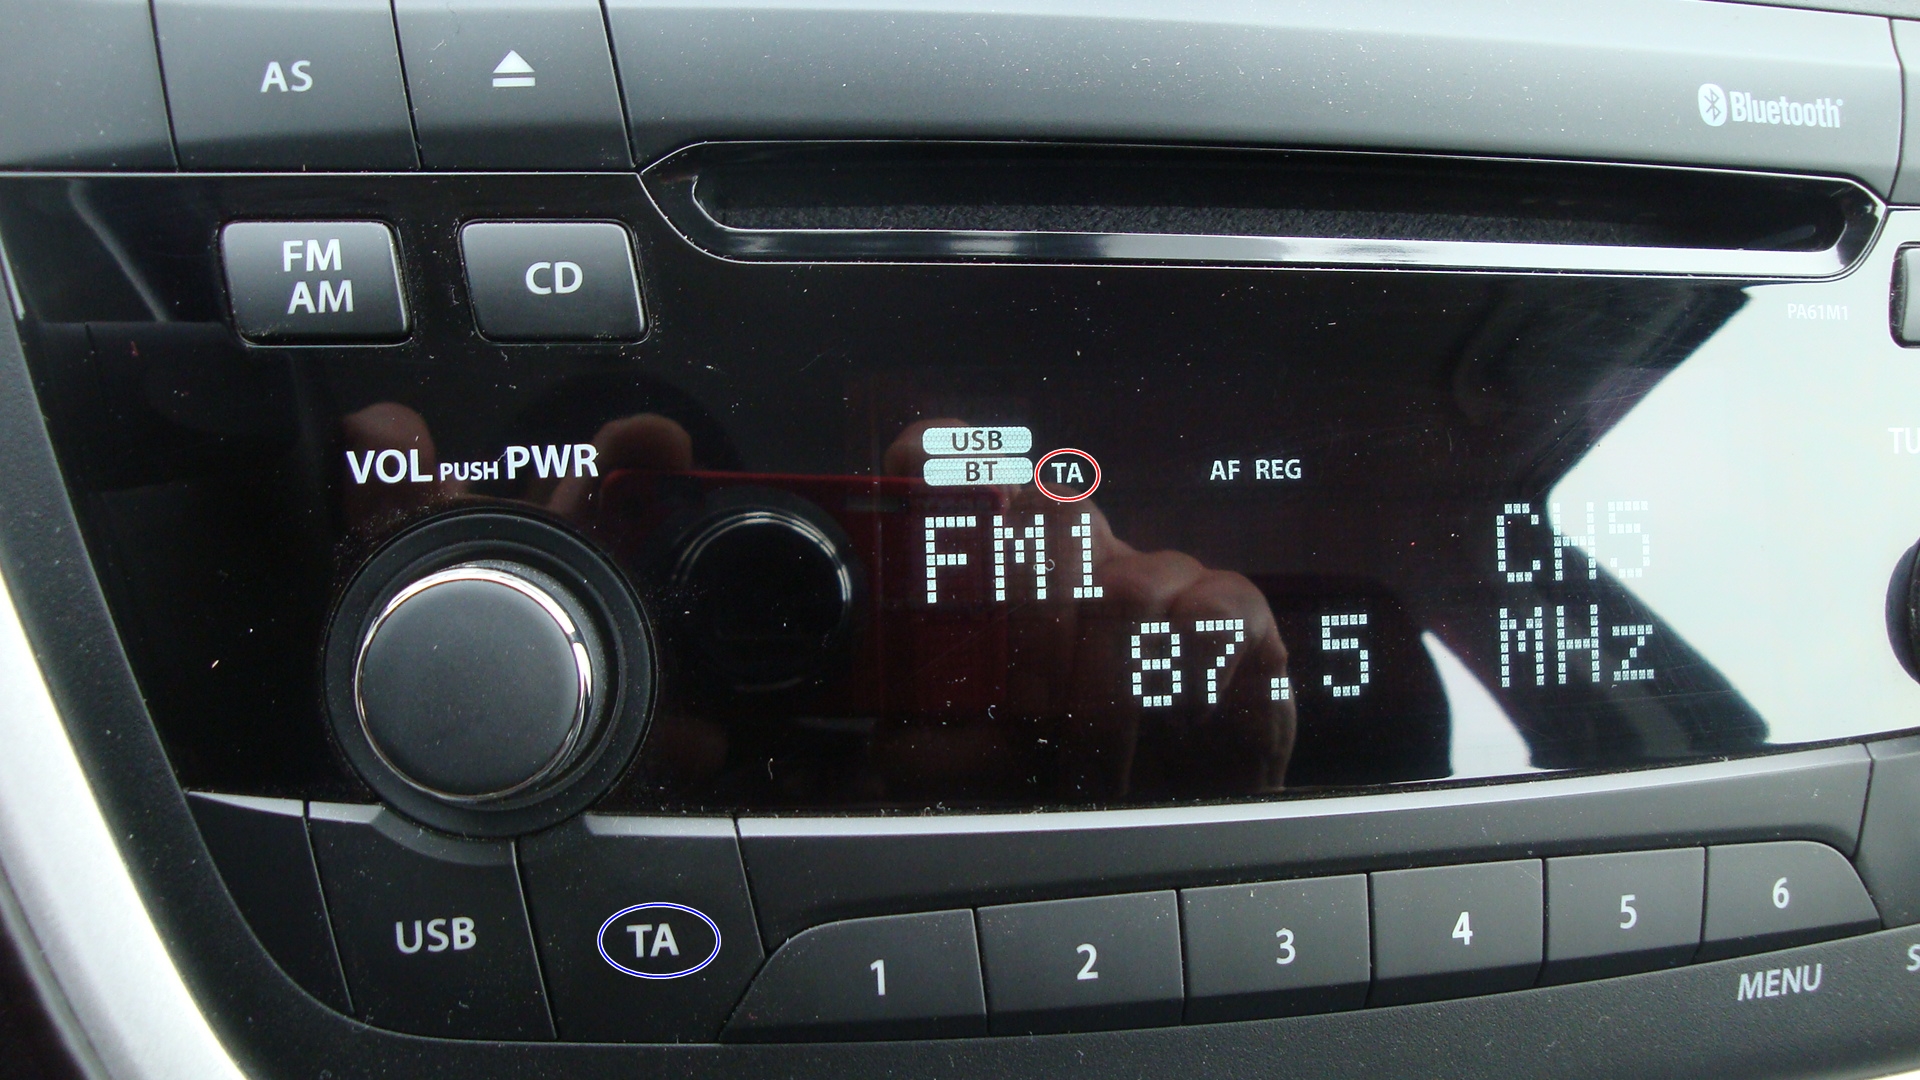 AS
Bluetooth
FM
AM
CD
PA61M1
VOL PUSH PWR
USB
BT
TA
AF REG
FM1
CH5
87.5
MHz
USB
TA
1
2
3
4
5
6
MENU